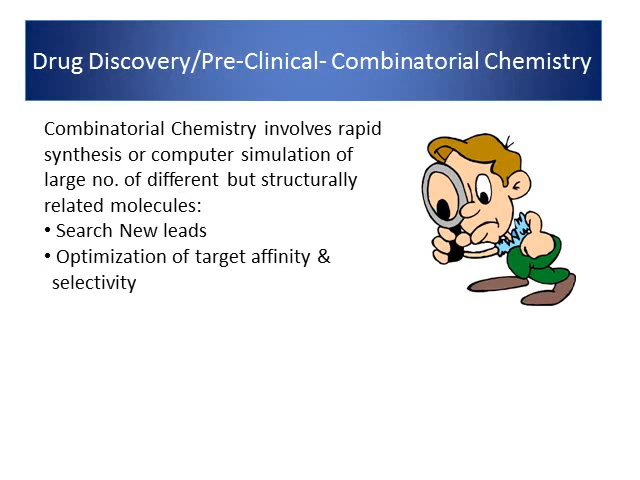 Drug Discovery/Pre-Clinical- Combinatorial Chemistry
Combinatorial Chemistry involves rapid
synthesis or computer simulation of
large no. of different but structurally
related molecules:
• Search New leads
• Optimization of target affinity &
selectivity